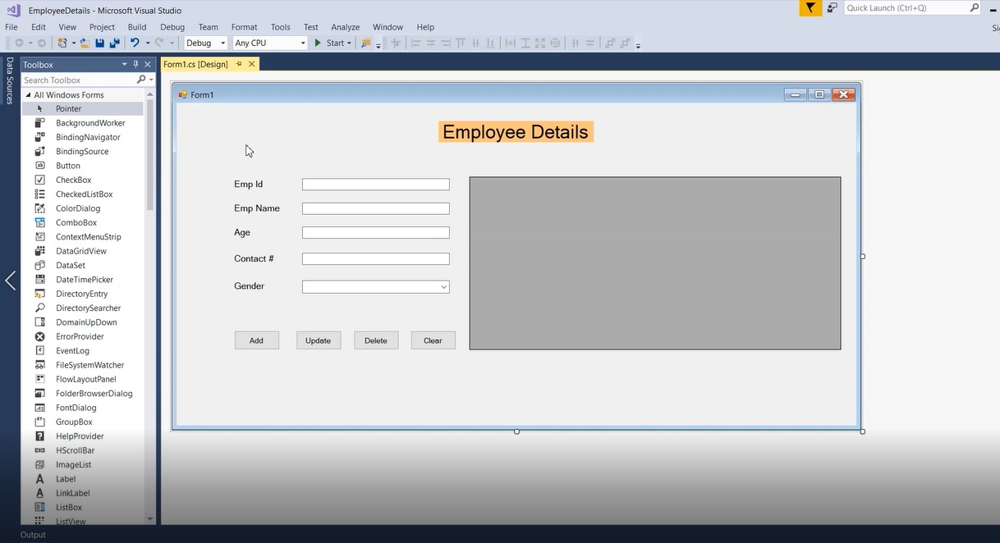 EmployeeDetails - Microsoft Visual Studio
Quick Launch (Ctrl+Q)
File Edit View Project Build Debug Team Format Tools Test Analyze Window Help
Debug Any CPU Start
Data Sources
Toolbox
Form1.cs [Design]
Search Toolbox
All Windows Forms
Pointer
BackgroundWorker
BindingNavigator
BindingSource
Button
CheckBox
CheckedListBox
ColorDialog
ComboBox
ContextMenuStrip
DataGridView
DataSet
DateTimePicker
DirectoryEntry
DirectorySearcher
DomainUpDown
ErrorProvider
EventLog
FileSystemWatcher
FlowLayoutPanel
FolderBrowserDialog
FontDialog
GroupBox
HelpProvider
HScrollBar
ImageList
Label
LinkLabel
ListBox
ListView
Form1
Employee Details
Emp Id
Emp Name
Age
Contact #
Gender
Add Update Delete Clear
Output